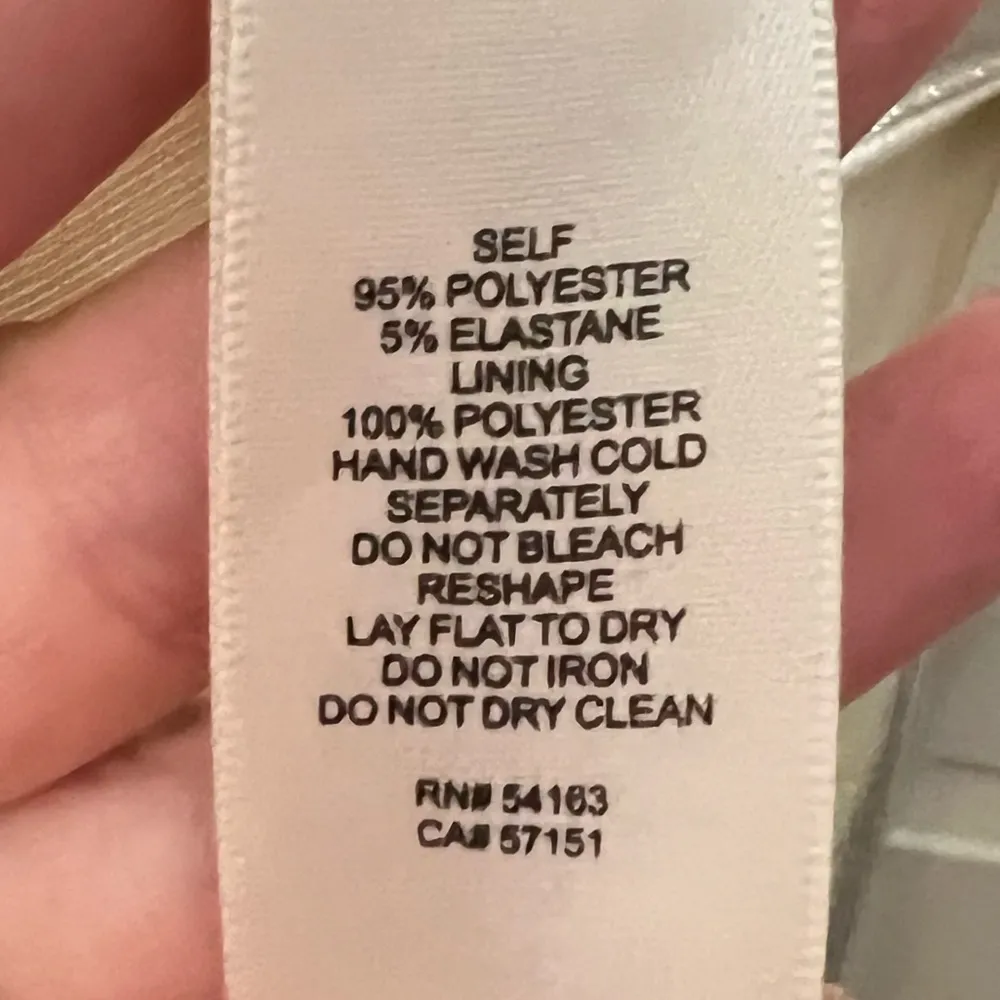 SELF
95% POLYESTER
5% ELASTANE
LINING
100% POLYESTER
HAND WASH COLD
SEPARATELY
DO NOT BLEACH
RESHAPE
LAY FLAT TO DRY
DO NOT IRON
DO NOT DRY CLEAN
RN# 54163
CA# 57151